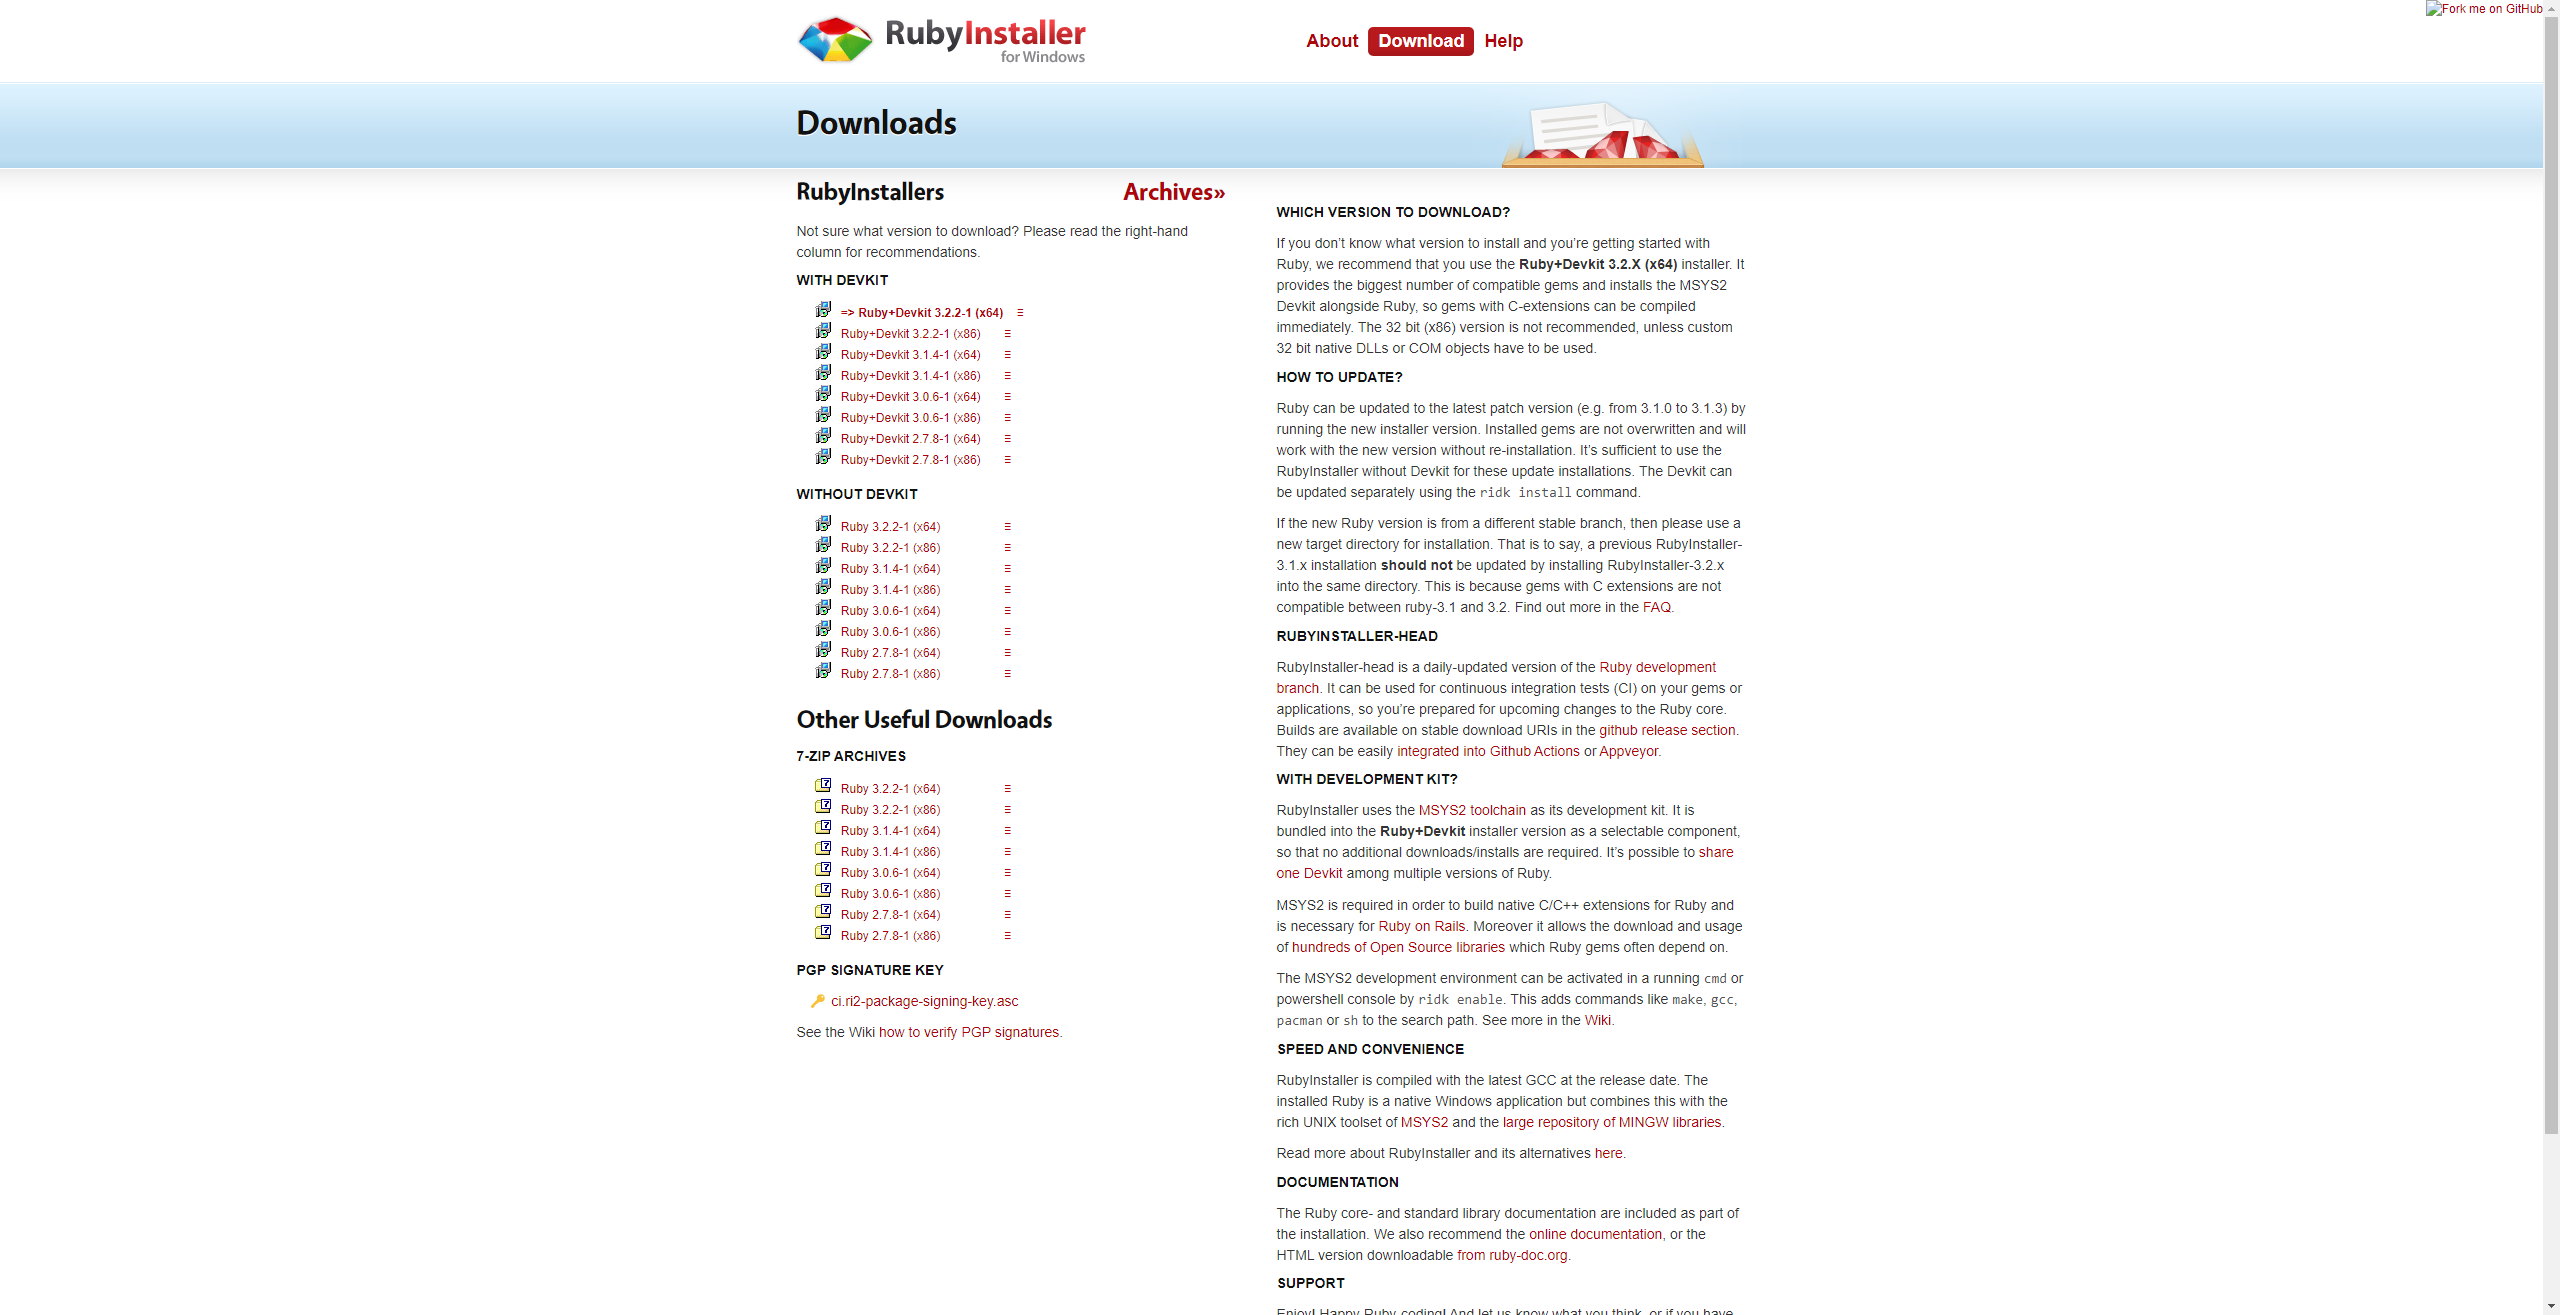 RubyInstaller
for Windows
About Download Help
Fork me on GitHub
Downloads
RubyInstallers Archives»
Not sure what version to download? Please read the right-hand
column for recommendations.
WITH DEVKIT
=> Ruby+Devkit 3.2.2-1 (x64)
Ruby+Devkit 3.2.2-1 (x86)
Ruby+Devkit 3.1.4-1 (x64)
Ruby+Devkit 3.1.4-1 (x86)
Ruby+Devkit 3.0.6-1 (x64)
Ruby+Devkit 3.0.6-1 (x86)
Ruby+Devkit 2.7.8-1 (x64)
Ruby+Devkit 2.7.8-1 (x86)
WITHOUT DEVKIT
Ruby 3.2.2-1 (x64)
Ruby 3.2.2-1 (x86)
Ruby 3.1.4-1 (x64)
Ruby 3.1.4-1 (x86)
Ruby 3.0.6-1 (x64)
Ruby 3.0.6-1 (x86)
Ruby 2.7.8-1 (x64)
Ruby 2.7.8-1 (x86)
Other Useful Downloads
7-ZIP ARCHIVES
Ruby 3.2.2-1 (x64)
Ruby 3.2.2-1 (x86)
Ruby 3.1.4-1 (x64)
Ruby 3.1.4-1 (x86)
Ruby 3.0.6-1 (x64)
Ruby 3.0.6-1 (x86)
Ruby 2.7.8-1 (x64)
Ruby 2.7.8-1 (x86)
PGP SIGNATURE KEY
ci.ri2-package-signing-key.asc
See the Wiki how to verify PGP signatures.
WHICH VERSION TO DOWNLOAD?
If you don’t know what version to install and you’re getting started with
Ruby, we recommend that you use the Ruby+Devkit 3.2.X (x64) installer. It
provides the biggest number of compatible gems and installs the MSYS2
Devkit alongside Ruby, so gems with C-extensions can be compiled
immediately. The 32 bit (x86) version is not recommended, unless custom
32 bit native DLLs or COM objects have to be used.
HOW TO UPDATE?
Ruby can be updated to the latest patch version (e.g. from 3.1.0 to 3.1.3) by
running the new installer version. Installed gems are not overwritten and will
work with the new version without re-installation. It’s sufficient to use the
RubyInstaller without Devkit for these update installations. The Devkit can
be updated separately using the ridk install command.
If the new Ruby version is from a different stable branch, then please use a
new target directory for installation. That is to say, a previous RubyInstaller-
3.1.x installation should not be updated by installing RubyInstaller-3.2.x
into the same directory. This is because gems with C extensions are not
compatible between ruby-3.1 and 3.2. Find out more in the FAQ.
RUBYINSTALLER-HEAD
RubyInstaller-head is a daily-updated version of the Ruby development
branch. It can be used for continuous integration tests (CI) on your gems or
applications, so you’re prepared for upcoming changes to the Ruby core.
Builds are available on stable download URIs in the github release section.
They can be easily integrated into Github Actions or Appveyor.
WITH DEVELOPMENT KIT?
RubyInstaller uses the MSYS2 toolchain as its development kit. It is
bundled into the Ruby+Devkit installer version as a selectable component,
so that no additional downloads/installs are required. It’s possible to share
one Devkit among multiple versions of Ruby.
MSYS2 is required in order to build native C/C++ extensions for Ruby and
is necessary for Ruby on Rails. Moreover it allows the download and usage
of hundreds of Open Source libraries which Ruby gems often depend on.
The MSYS2 development environment can be activated in a running cmd or
powershell console by ridk enable. This adds commands like make, gcc,
pacman or sh to the search path. See more in the Wiki.
SPEED AND CONVENIENCE
RubyInstaller is compiled with the latest GCC at the release date. The
installed Ruby is a native Windows application but combines this with the
rich UNIX toolset of MSYS2 and the large repository of MINGW libraries.
Read more about RubyInstaller and its alternatives here.
DOCUMENTATION
The Ruby core- and standard library documentation are included as part of
the installation. We also recommend the online documentation, or the
HTML version downloadable from ruby-doc.org.
SUPPORT
Enjoy! Happy Ruby-coding! And let us know what you think, or if you have